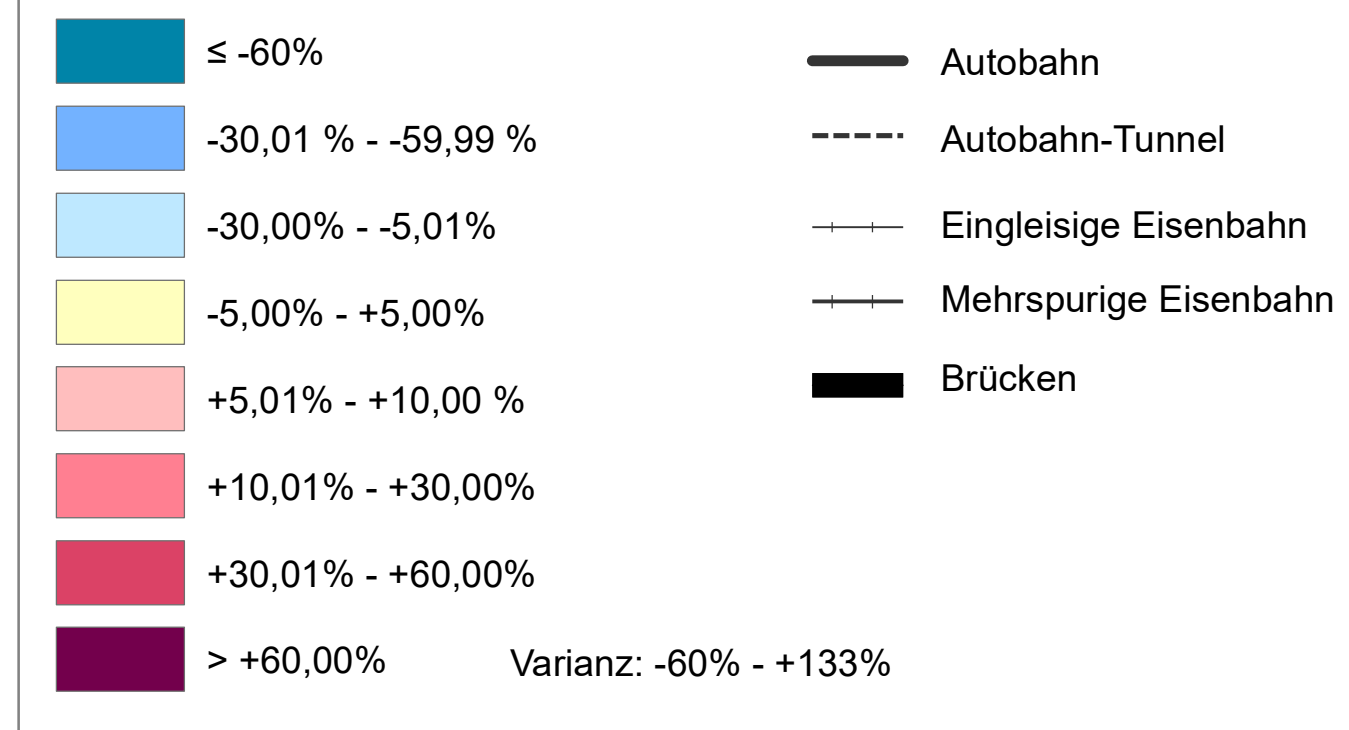 ≤ -60%
-30,01 % - -59,99 %
-30,00% - -5,01%
-5,00% - +5,00%
+5,01% - +10,00 %
+10,01% - +30,00%
+30,01% - +60,00%
> +60,00%
Varianz: -60% - +133%
Autobahn
Autobahn-Tunnel
Eingleisige Eisenbahn
Mehrspurige Eisenbahn
Brücken